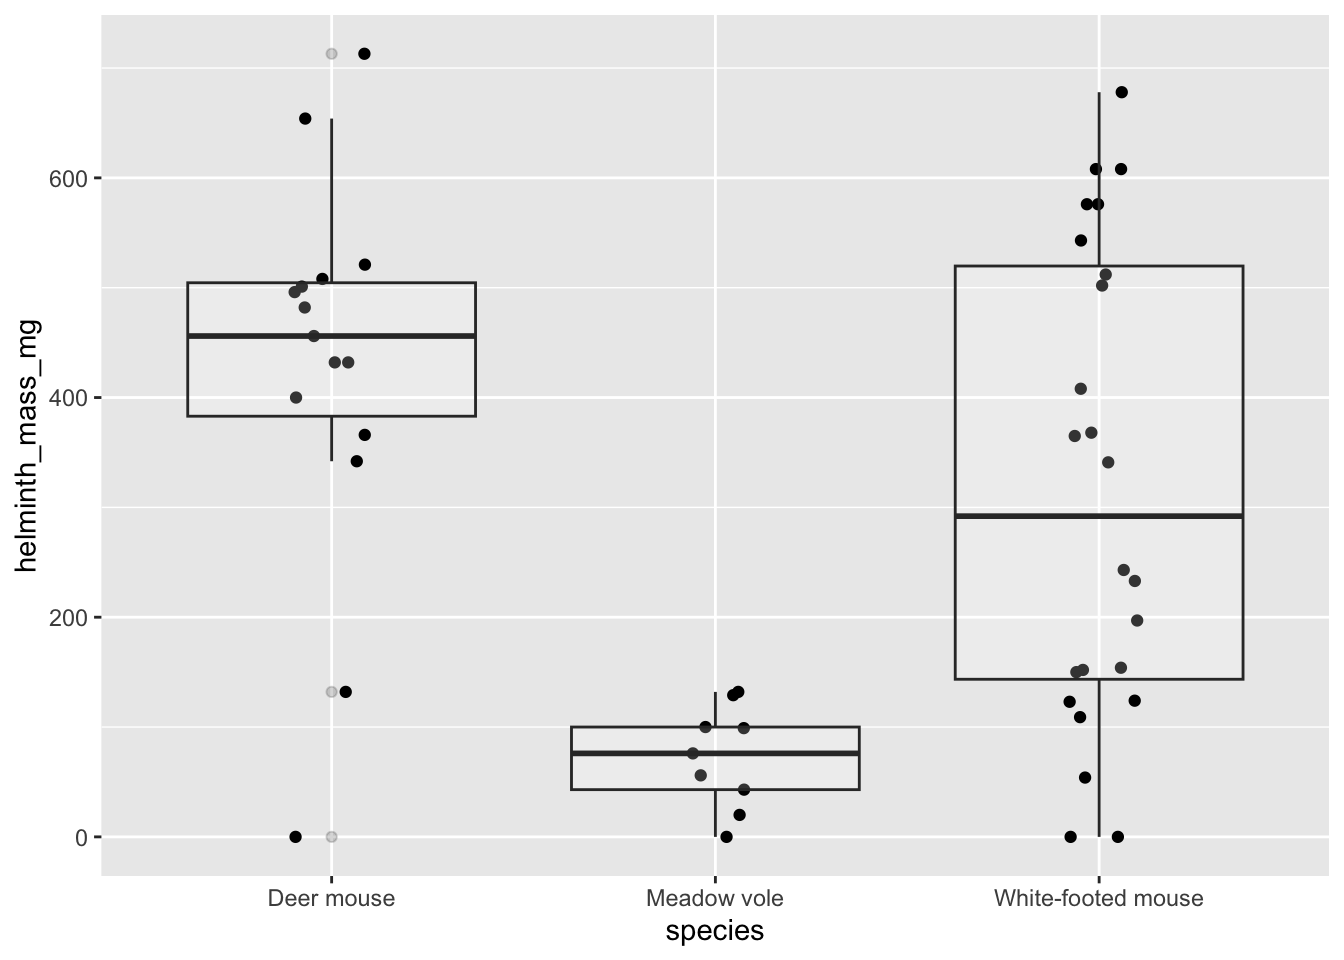 helminth_mass_mg
600
400
200
0
Deer mouse
Meadow vole
White-footed mouse
species